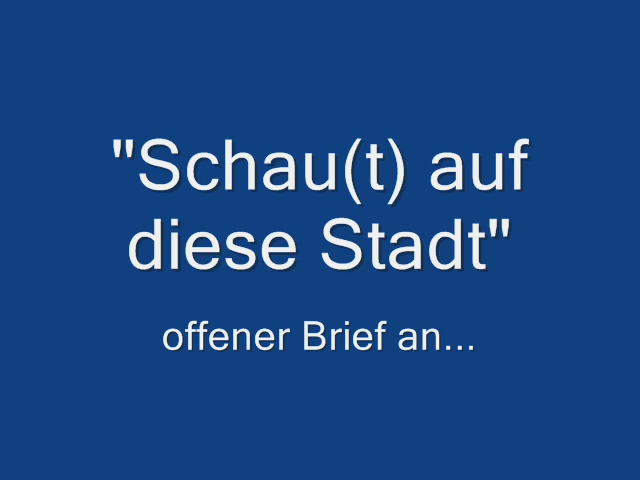 "Schau(t) auf
diese Stadt"
offener Brief an...